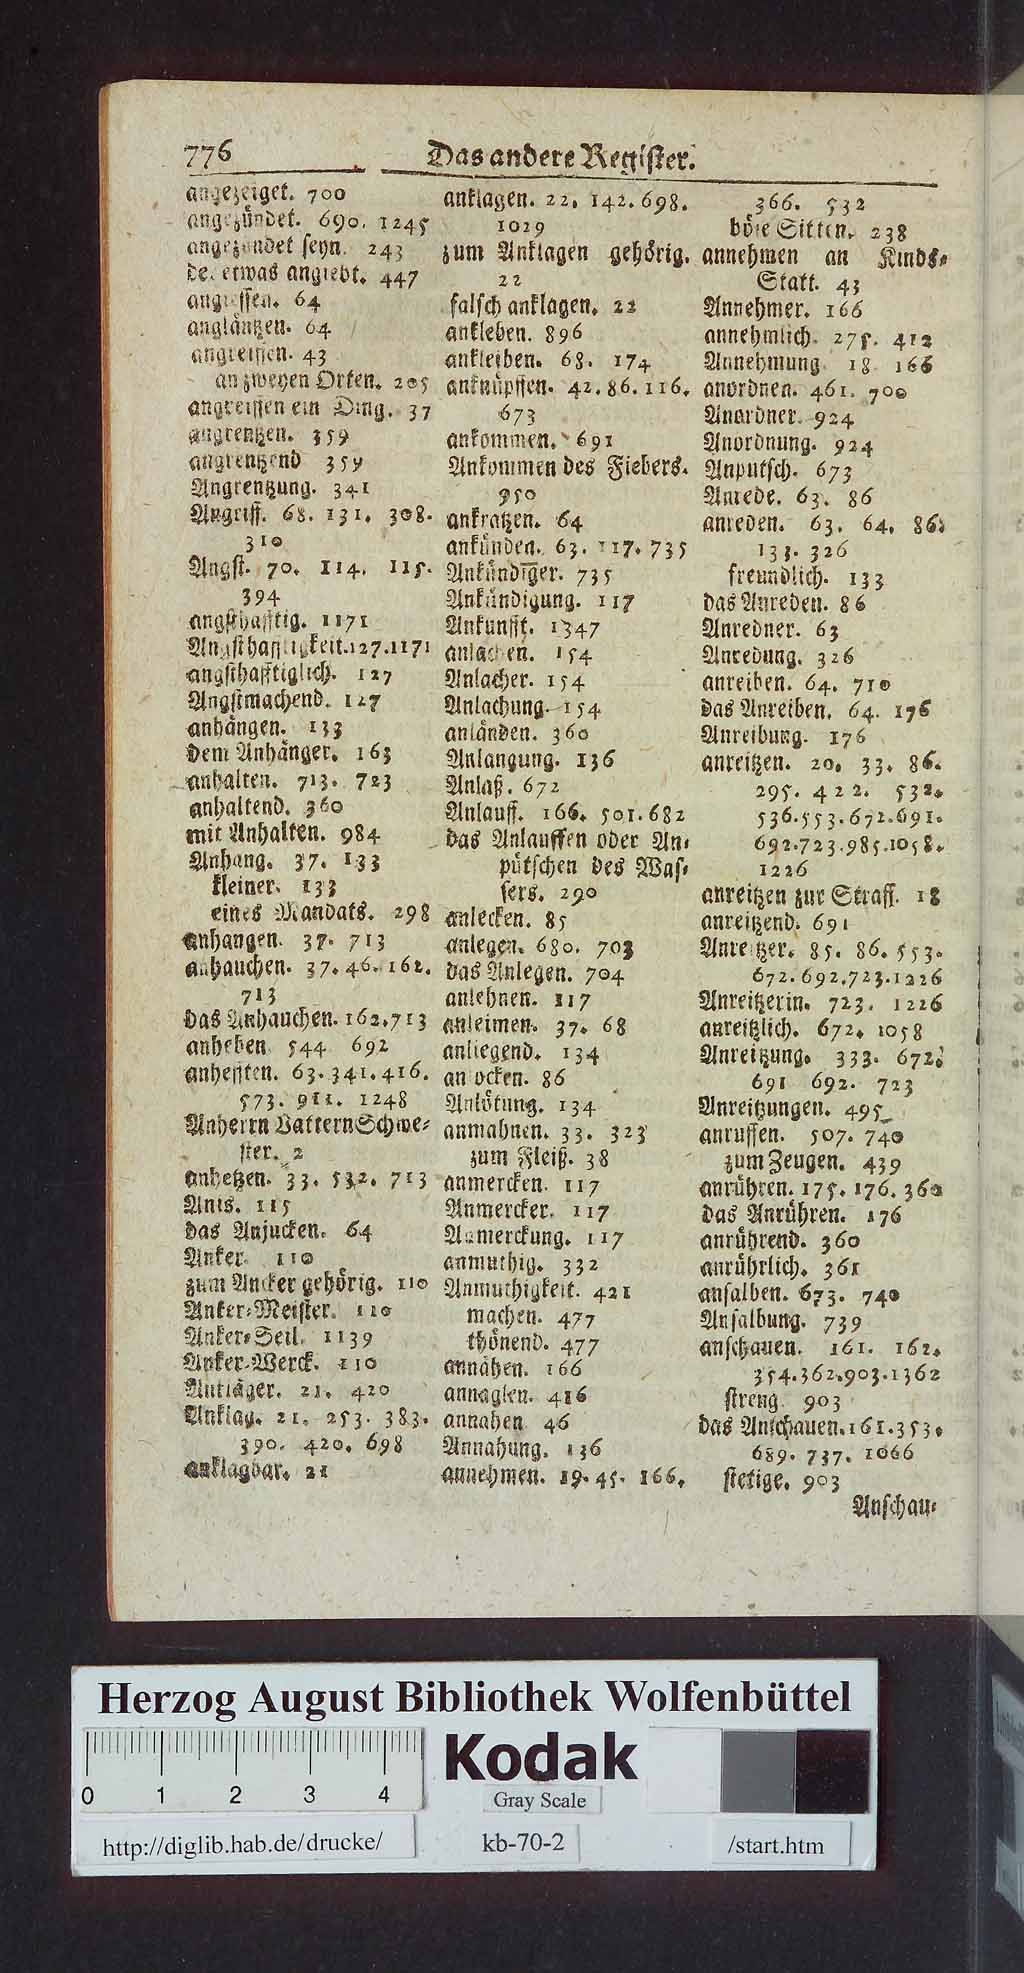 776 Das andere Register.
angezeiget. 700
angezündet. 690. 1245
angezündet seyn. 243
der etwas angiebt. 447
angiessen. 64
angläntzen. 64
angreiffen. 43
an zweyen Orten. 205
angreiffen ein Ding. 37
angrentzen. 359
angrentzend 359
Angrentzung. 341
Angriff. 68. 131. 308.
310
Angst. 70. 114. 115.
394
angsthafftig. 1171
Angsthafftigkeit. 127. 1171
angsthafftiglich. 127
Angstmachend. 127
anhängen. 133
dem Anhänger. 163
anhalten. 713. 723
anhaltend. 360
mit Anhalten. 984
Anhang. 37. 133
kleiner. 133
eines Mandats. 298
anhangen. 37. 713
anhauchen. 37. 46. 162.
713
das Anhauchen. 162. 713
anheben 544 692
anhefften. 63. 341. 416.
573. 911. 1248
Anherrn Vattern Schwe-
ster. 2
anhetzen. 33. 532. 713
Anis. 115
das Anjucken. 64
Anker. 110
zum Ancker gehörig. 110
Anker-Meister. 110
Anker-Seil. 1139
Anker-Werck. 110
Ankläger. 21. 420
Anklag. 21. 253. 383.
390. 420. 698
anklagbar. 21
anklagen. 22. 142. 698.
1029
zum Anklagen gehörig.
22
falsch anklagen. 22
ankleben. 896
ankleiben. 68. 174
anknüpffen. 42. 86. 116.
673
ankommen. 691
Ankommen des Fiebers.
950
ankratzen. 64
ankünden. 63. 117. 735
Ankündiger. 735
Ankündigung. 117
Ankunfft. 1347
anlachen. 154
Anlacher. 154
Anlachung. 154
anländen. 360
Anlangung. 136
Anlaß. 672
Anlauff. 166. 501. 682
das Anlauffen oder An-
pütschen des Was-
sers. 290
anlecken. 85
anlegen. 680. 703
das Anlegen. 704
anlehnen. 117
anleimen. 37. 68
anliegend. 134
anlocken. 86
Anlötung. 134
anmahnen. 33. 323
zum Fleiß. 38
anmercken. 117
Anmercker. 117
Anmerckung. 117
anmuthig. 332
Anmuthigkeit. 421
machen. 477
thönend. 477
annähen. 166
annaglen. 416
annahen 46
Annahung. 136
annehmen. 19. 45. 166.
366. 532
böse Sitten. 238
annehmen an Kinds-
Statt. 43
Annehmer. 166
annehmlich. 275. 412
Annehmung 18 166
anordnen. 461. 700
Anordner. 924
Anordnung. 924
Anputsch. 673
Anrede. 63. 86
anreden. 63. 64. 86.
133. 326
freundlich. 133
das Anreden. 86
Anredner. 63
Anredung. 326
anreiben. 64. 710
das Anreiben. 64. 176
Anreibung. 176
anreitzen. 20. 33. 86.
295. 422. 532.
536. 553. 672. 691.
692. 723. 985. 1058.
1226
anreitzen zur Straff. 18
anreitzend. 691
Anreitzer. 85. 86. 553.
672. 692. 723. 1226
Anreitzerin. 723. 1226
anreitzlich. 672. 1058
Anreitzung. 333. 672.
691 692. 723
Anreitzungen. 495
anruffen. 507. 740
zum Zeugen. 439
anrühren. 175. 176. 360
das Anrühren. 176
anrührend. 360
anrührlich. 361
ansalben. 673. 740
Ansalbung. 739
anschauen. 161. 162.
354. 362. 903. 1362
streng. 903
das Anschauen. 161. 353.
689. 737. 1066
stetige. 903
Anschau-
Herzog August Bibliothek Wolfenbüttel
0 1 2 3 4
Kodak
Gray Scale
http://diglib.hab.de/drucke/ kb-70-2 /start.htm